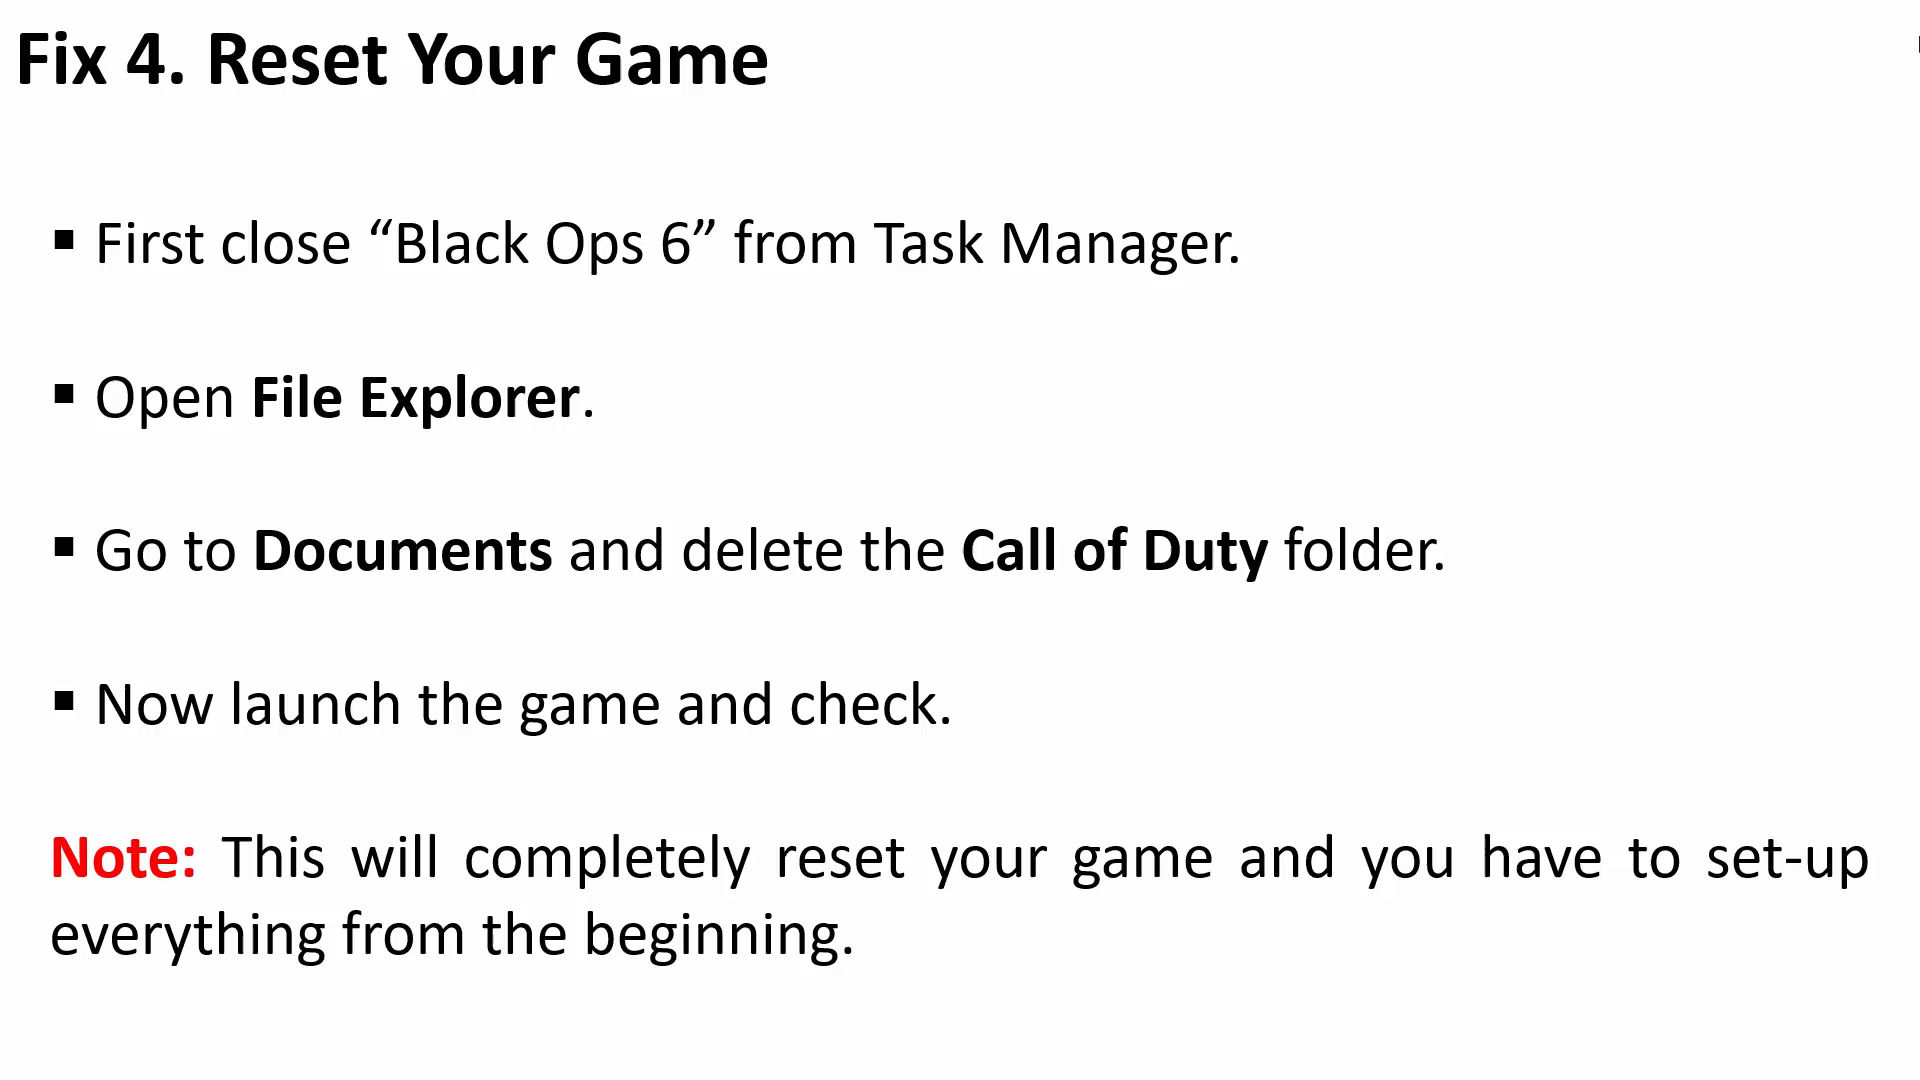 Fix 4. Reset Your Game
▪ First close “Black Ops 6” from Task Manager.
▪ Open File Explorer.
▪ Go to Documents and delete the Call of Duty folder.
▪ Now launch the game and check.
Note: This will completely reset your game and you have to set-up
everything from the beginning.